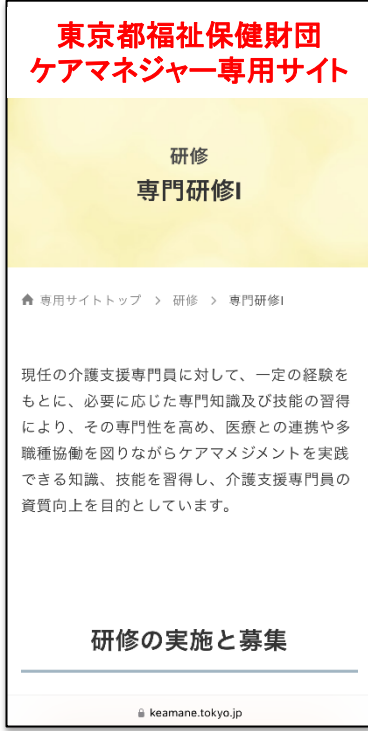 東京都福祉保健財団
ケアマネジャー専用サイト
研修
専門研修I
専用サイトトップ > 研修 > 専門研修I
現任の介護支援専門員に対して、一定の経験を
もとに、必要に応じた専門知識及び技能の習得
により、その専門性を高め、医療との連携や多
職種協働を図りながらケアマメジメントを実践
できる知識、技能を習得し、介護支援専門員の
資質向上を目的としています。
研修の実施と募集
keamane.tokyo.jp